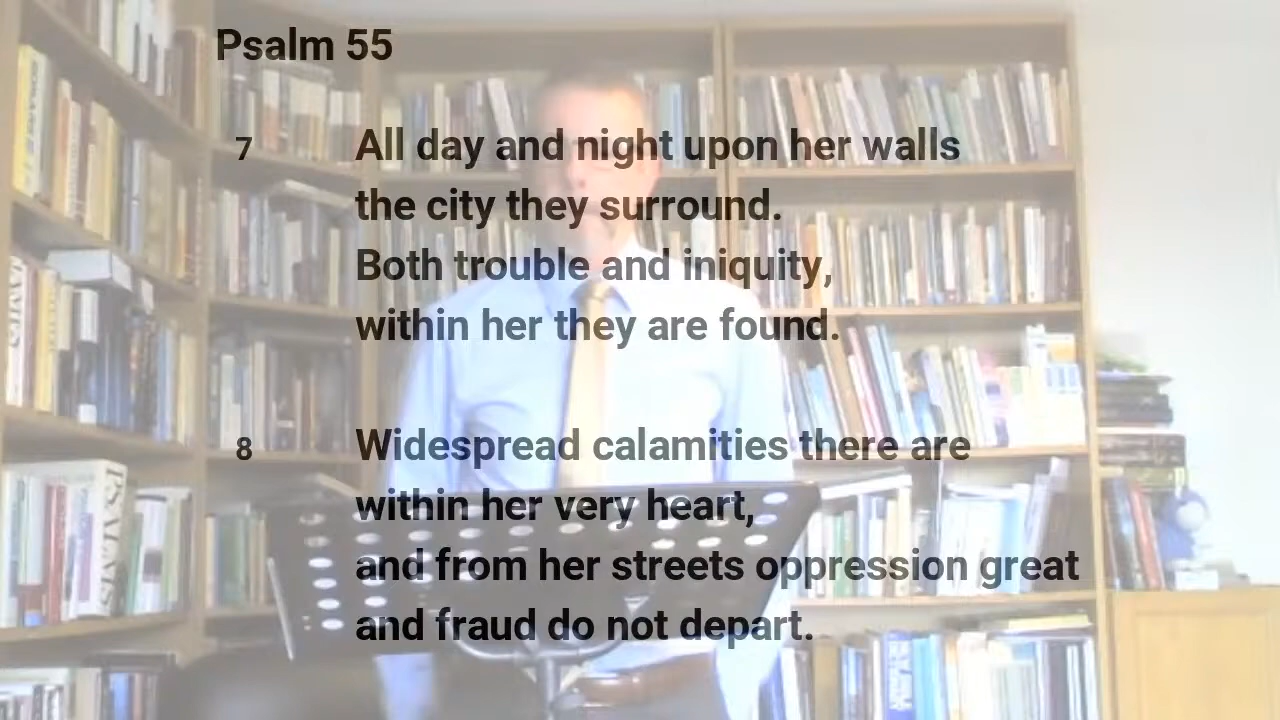 Psalm 55
7 All day and night upon her walls
the city they surround.
Both trouble and iniquity,
within her they are found.
8 Widespread calamities there are
within her very heart,
and from her streets oppression great
and fraud do not depart.
JAMES
PSALMS